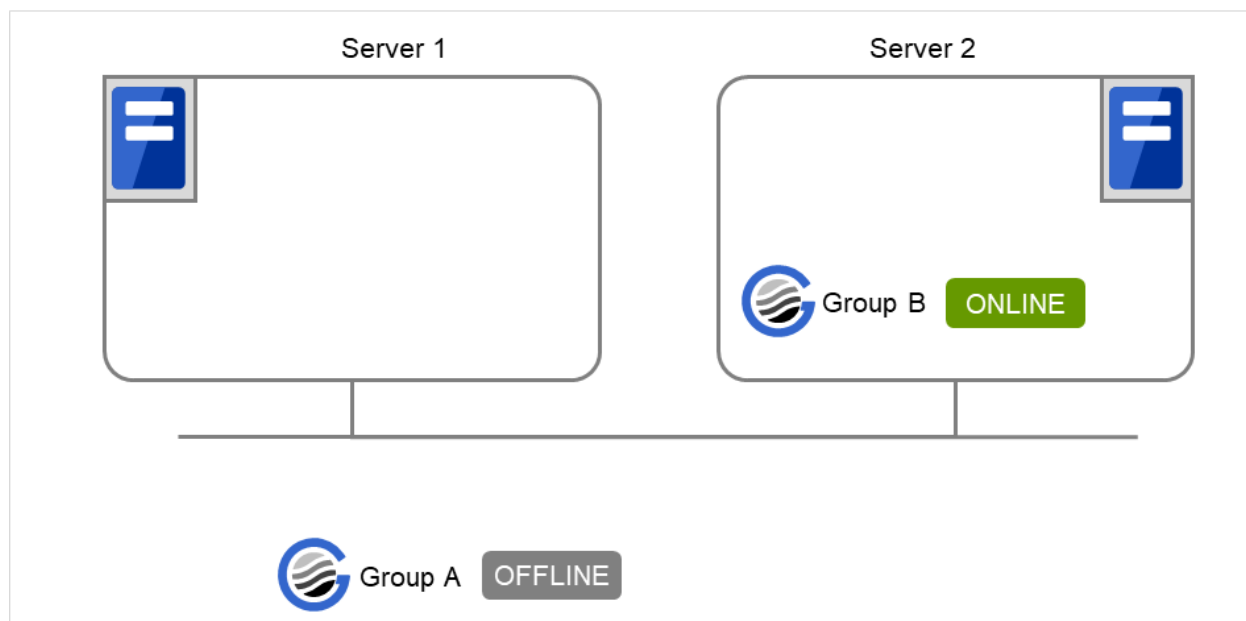 Server 1
Server 2
Group B
ONLINE
Group A
OFFLINE